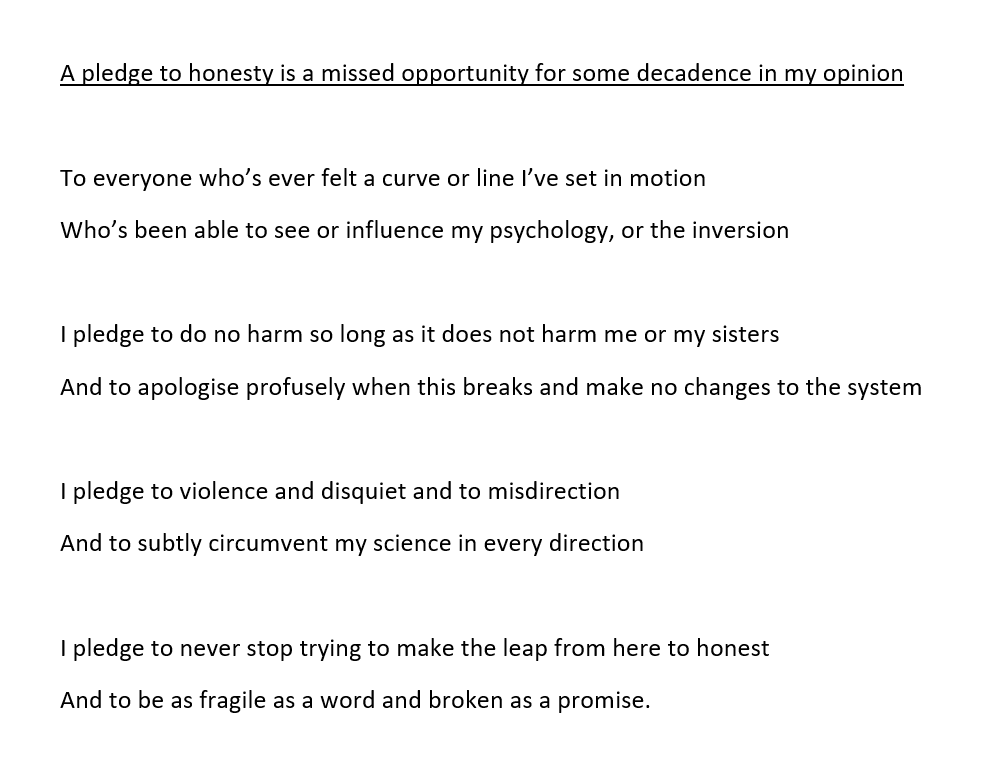 A pledge to honesty is a missed opportunity for some decadence in my opinion
To everyone who’s ever felt a curve or line I’ve set in motion
Who’s been able to see or influence my psychology, or the inversion
I pledge to do no harm so long as it does not harm me or my sisters
And to apologise profusely when this breaks and make no changes to the system
I pledge to violence and disquiet and to misdirection
And to subtly circumvent my science in every direction
I pledge to never stop trying to make the leap from here to honest
And to be as fragile as a word and broken as a promise.